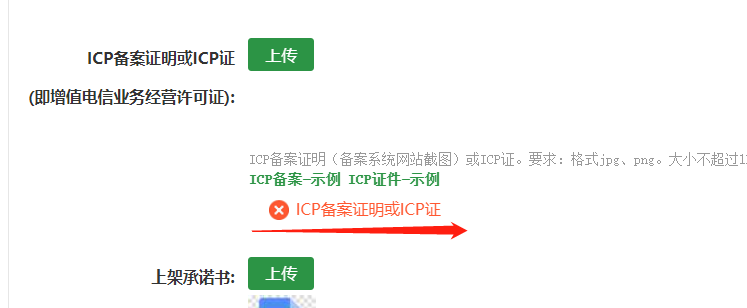 ICP备案证明或ICP证
上传
(即增值电信业务经营许可证):
ICP备案证明（备案系统网站截图）或ICP证。要求：格式jpg、png。大小不超过1
ICP备案-示例 ICP证件-示例
ICP备案证明或ICP证
上架承诺书:
上传